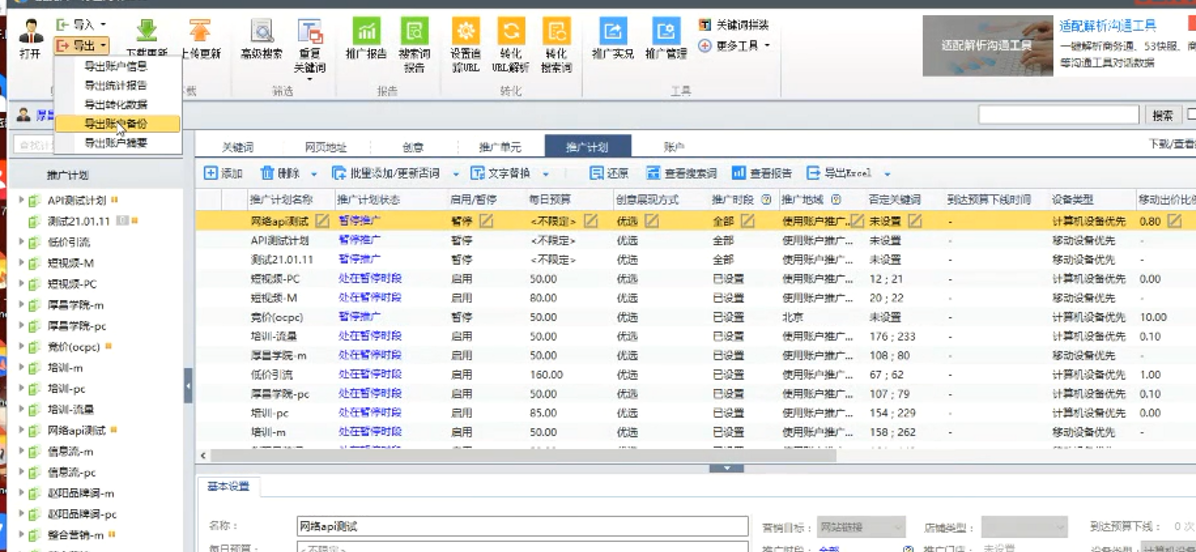 打开
导入
导出
下载更新
上传更新
高级搜索
重复
关键词
推广报告
搜索词
报告
设置追
踪URL
转化
URL解析
转化
搜索词
推广实况
推广管理
关键词拼装
更多工具
适配解析沟通工具
适配解析沟通工具
一键解析商务通、53快服、商
等沟通工具对话数据
筛选
报告
转化
工具
导出账户信息
导出统计报告
导出转化数据
导出账户备份
导出账户摘要
搜索
关键词 网页地址 创意 推广单元 推广计划 账户
添加 删除 批量添加/更新否词 文字替换 还原 查看搜索词 查看报告 导出Excel
推广计划
API测试计划
测试21.01.11
低价引流
短视频-M
短视频-PC
厚昌学院-m
厚昌学院-pc
竞价(ocpc)
培训-m
培训-pc
培训-流量
网络api测试
信息流-m
信息流-pc
赵阳品牌词-m
赵阳品牌词-pc
整合营销-m
推广计划名称 推广计划状态 启用/暂停 每日预算 创意展现方式 推广时段 推广地域 否定关键词 到达预算下线时间 设备类型 移动出价比例
网络api测试 暂停推广 暂停 <不限定> 优选 全部 使用账户推广... 未设置 - 计算机设备优先 0.80
API测试计划 暂停推广 暂停 <不限定> 优选 全部 使用账户推广... 未设置 - 移动设备优先 -
测试21.01.11 暂停推广 暂停 <不限定> 优选 全部 使用账户推广... 未设置 - 移动设备优先 -
短视频-PC 处在暂停时段 启用 50.00 优选 已设置 使用账户推广... 12 ; 21 - 计算机设备优先 0.00
短视频-M 处在暂停时段 启用 80.00 优选 已设置 使用账户推广... 20 ; 22 - 移动设备优先 -
竞价(ocpc) 暂停推广 暂停 50.00 优选 已设置 北京 未设置 - 计算机设备优先 10.00
培训-流量 处在暂停时段 启用 50.00 优选 已设置 使用账户推广... 176 ; 233 - 计算机设备优先 0.10
厚昌学院-m 处在暂停时段 启用 50.00 优选 已设置 使用账户推广... 108 ; 80 - 移动设备优先 -
低价引流 处在暂停时段 启用 160.00 优选 已设置 使用账户推广... 67 ; 62 - 计算机设备优先 1.00
厚昌学院-pc 处在暂停时段 启用 50.00 优选 已设置 使用账户推广... 107 ; 79 - 计算机设备优先 0.10
培训-pc 处在暂停时段 启用 85.00 优选 已设置 使用账户推广... 154 ; 229 - 计算机设备优先 0.00
培训-m 处在暂停时段 启用 50.00 优选 已设置 使用账户推广... 158 ; 262 - 移动设备优先 -
基本设置
名称: 网络api测试 营销目标: 网站链接 店铺类型: 到达预算下线: 0 次
每日预算: <不限定> 推广时段: 全部 推广门店: 未设置 设备类型: 计算机设备